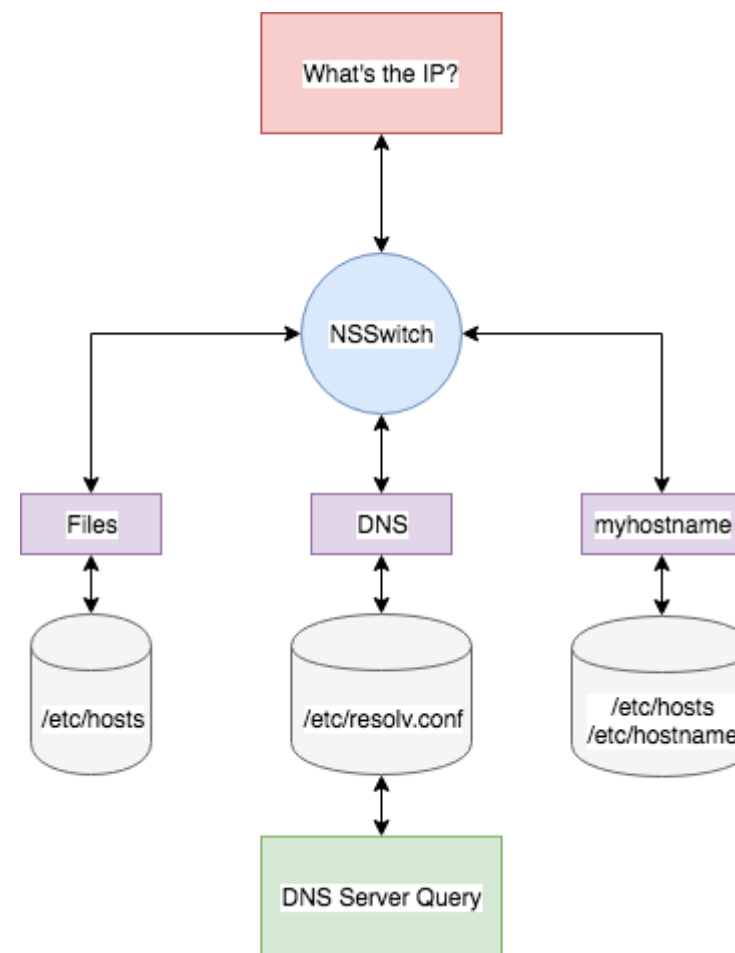 What's the IP?
NSSwitch
Files
DNS
myhostname
/etc/hosts
/etc/resolv.conf
/etc/hosts
/etc/hostname
DNS Server Query